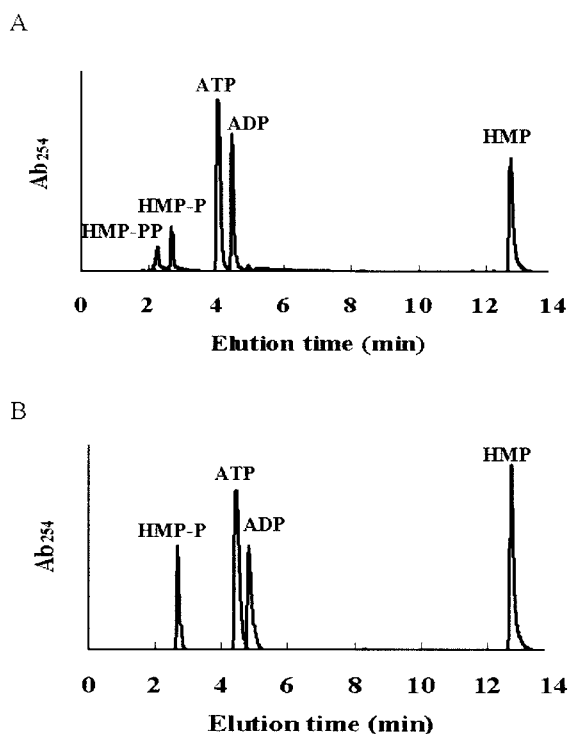 A
ATP
ADP
HMP
HMP-P
HMP-PP
Ab254
0 2 4 6 8 10 12 14
Elution time (min)
B
HMP
ATP
HMP-P
ADP
Ab254
0 2 4 6 8 10 12 14
Elution time (min)